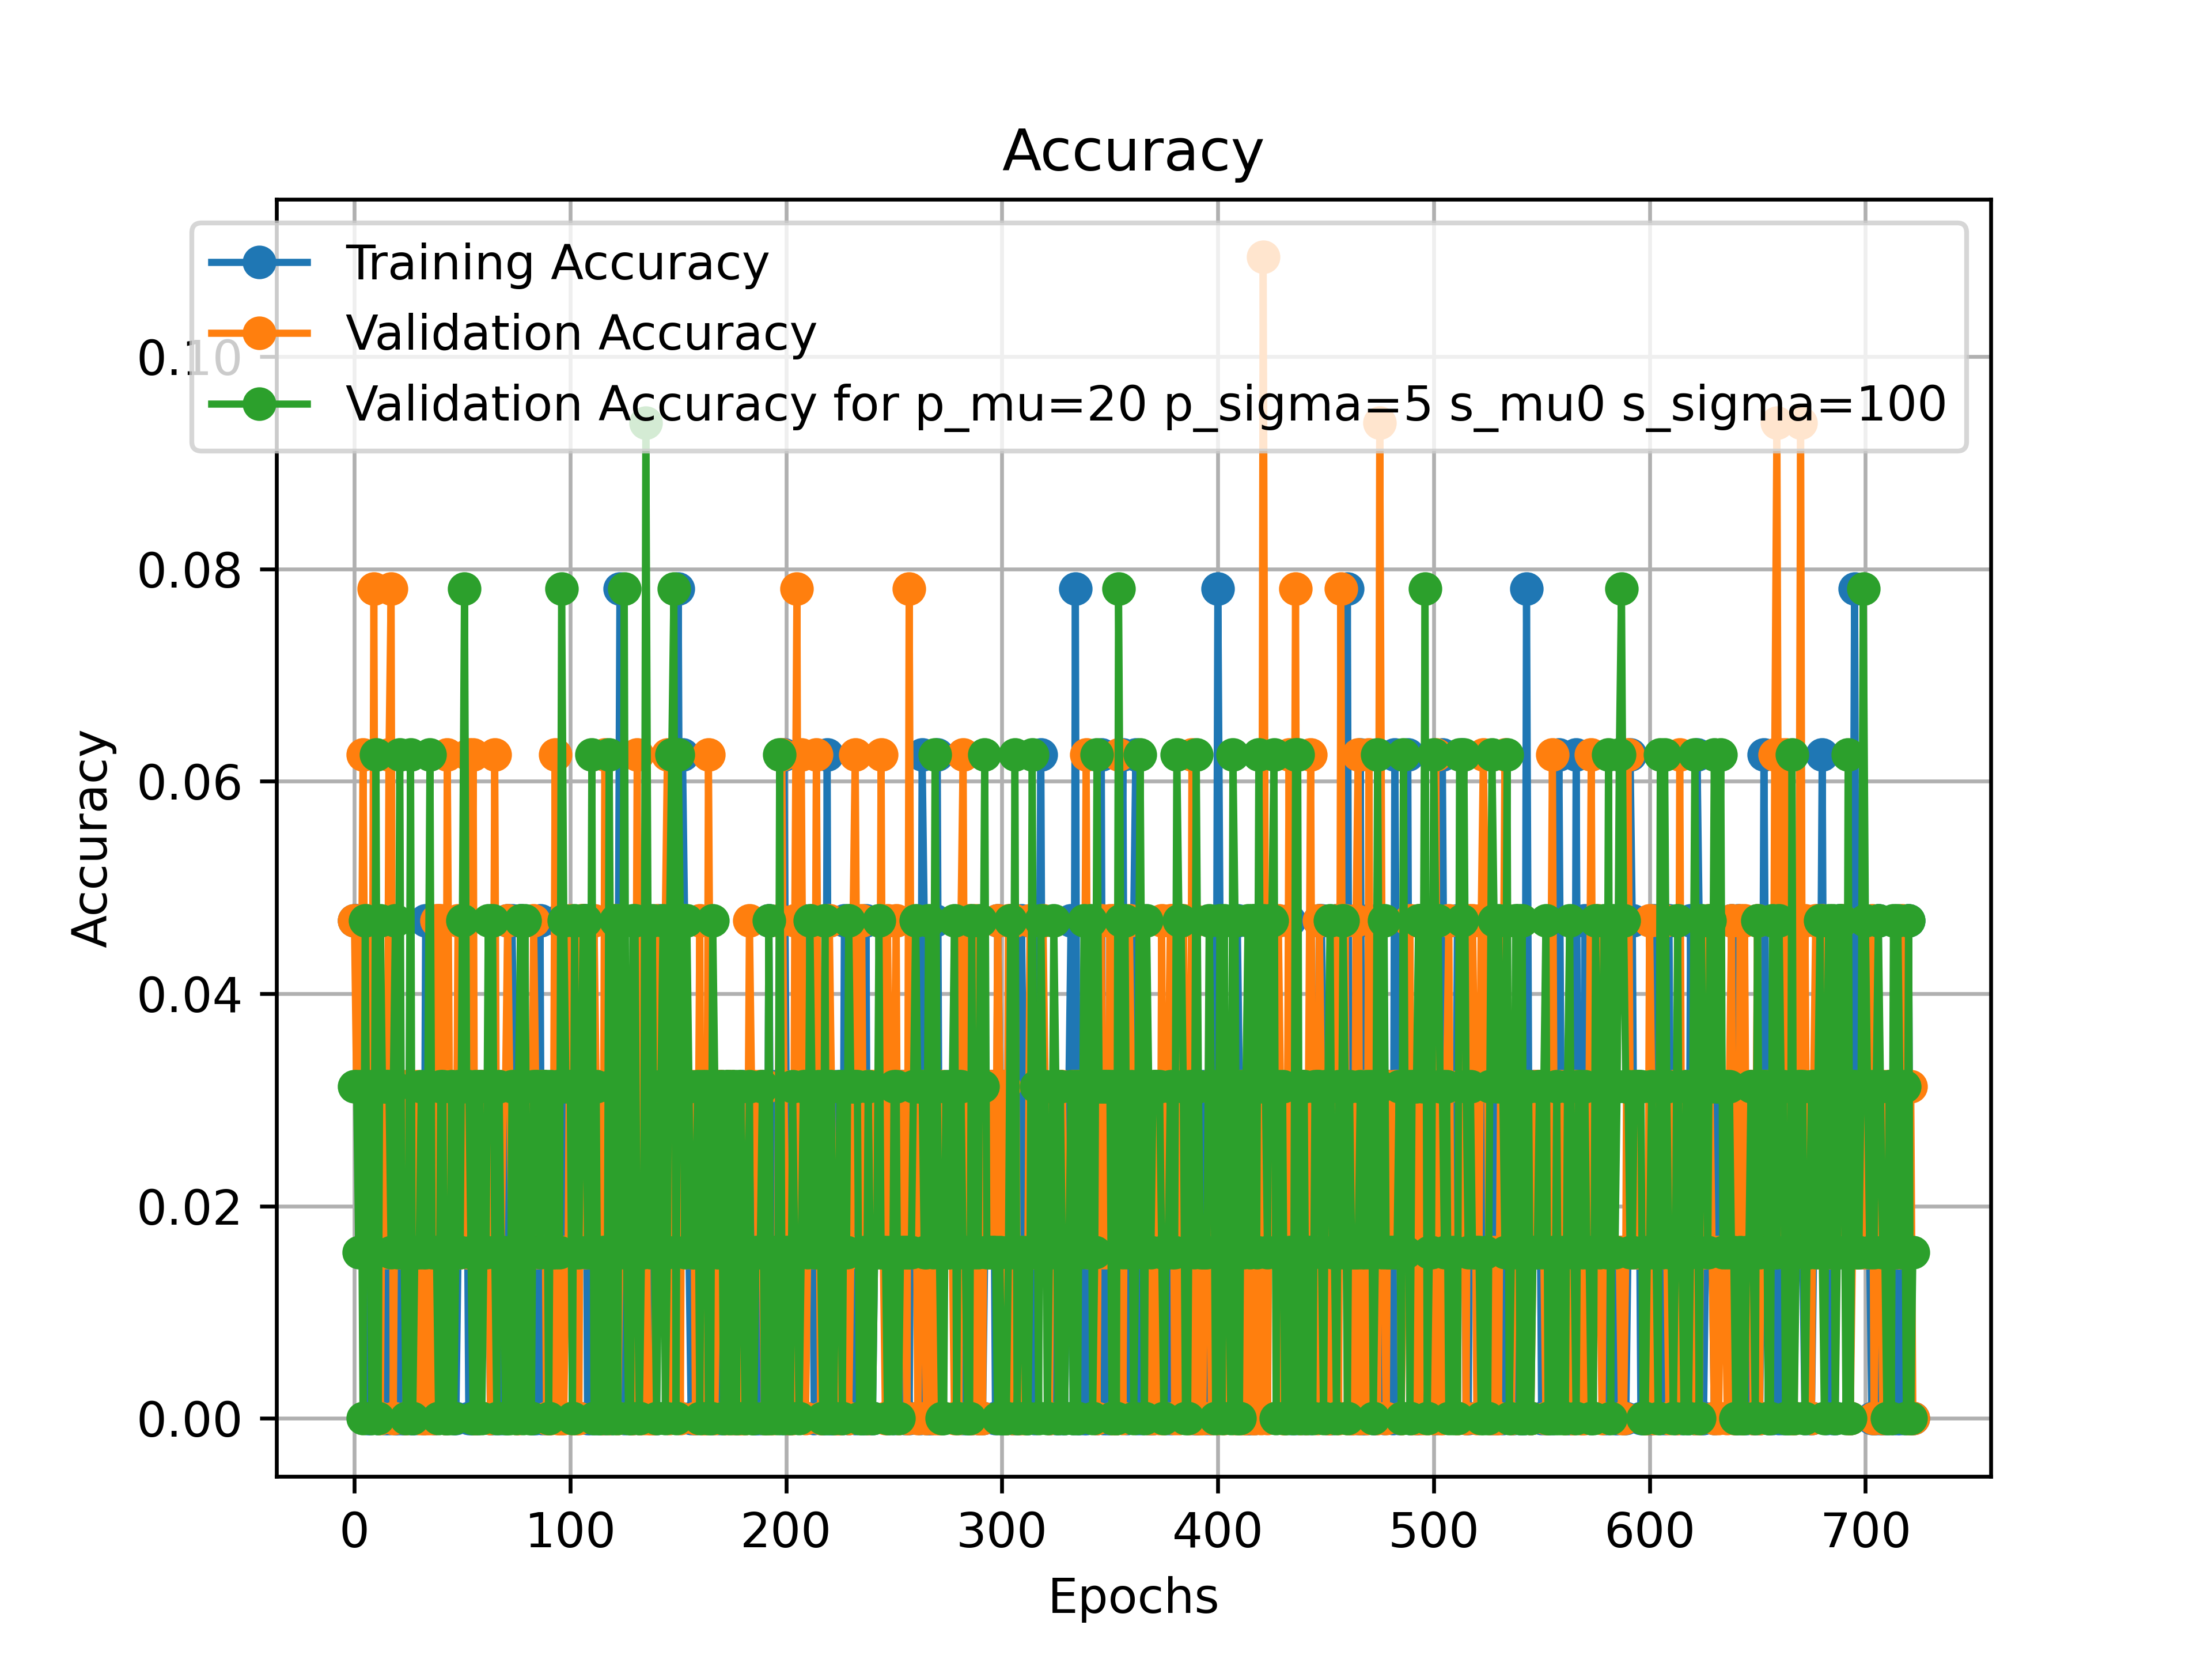 Accuracy
Training Accuracy
Validation Accuracy
Validation Accuracy for p_mu=20 p_sigma=5 s_mu0 s_sigma=100
0.10
0.08
0.06
0.04
0.02
0.00
Accuracy
0 100 200 300 400 500 600 700
Epochs